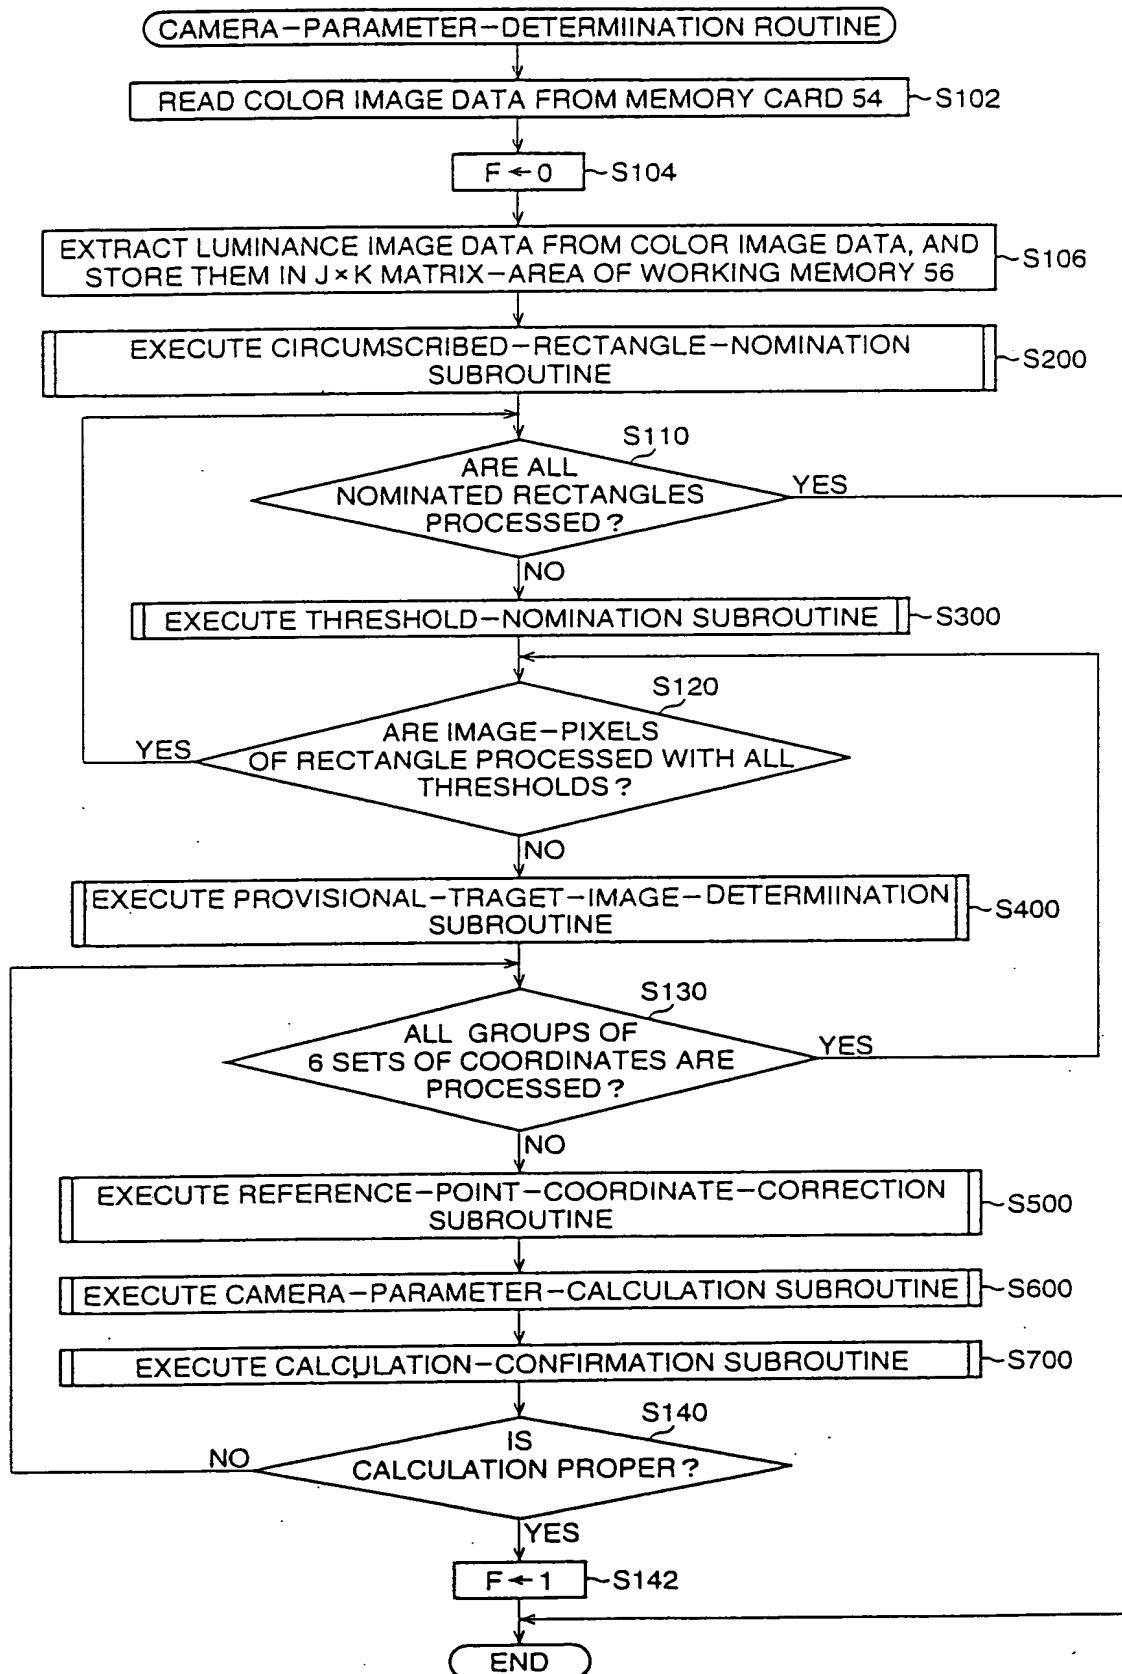 CAMERA-PARAMETER-DETERMIINATION ROUTINE
READ COLOR IMAGE DATA FROM MEMORY CARD 54
S102
F←0
S104
EXTRACT LUMINANCE IMAGE DATA FROM COLOR IMAGE DATA, AND
STORE THEM IN J×K MATRIX-AREA OF WORKING MEMORY 56
S106
EXECUTE CIRCUMSCRIBED-RECTANGLE-NOMINATION
SUBROUTINE
S200
S110
ARE ALL
NOMINATED RECTANGLES
PROCESSED?
YES
NO
EXECUTE THRESHOLD-NOMINATION SUBROUTINE
S300
S120
ARE IMAGE-PIXELS
OF RECTANGLE PROCESSED WITH ALL
THRESHOLDS?
YES
NO
EXECUTE PROVISIONAL-TRAGET-IMAGE-DETERMIINATION
SUBROUTINE
S400
S130
ALL GROUPS OF
6 SETS OF COORDINATES ARE
PROCESSED?
YES
NO
EXECUTE REFERENCE-POINT-COORDINATE-CORRECTION
SUBROUTINE
S500
EXECUTE CAMERA-PARAMETER-CALCULATION SUBROUTINE
S600
EXECUTE CALCULATION-CONFIRMATION SUBROUTINE
S700
S140
IS
CALCULATION PROPER?
NO
YES
F←1
S142
END